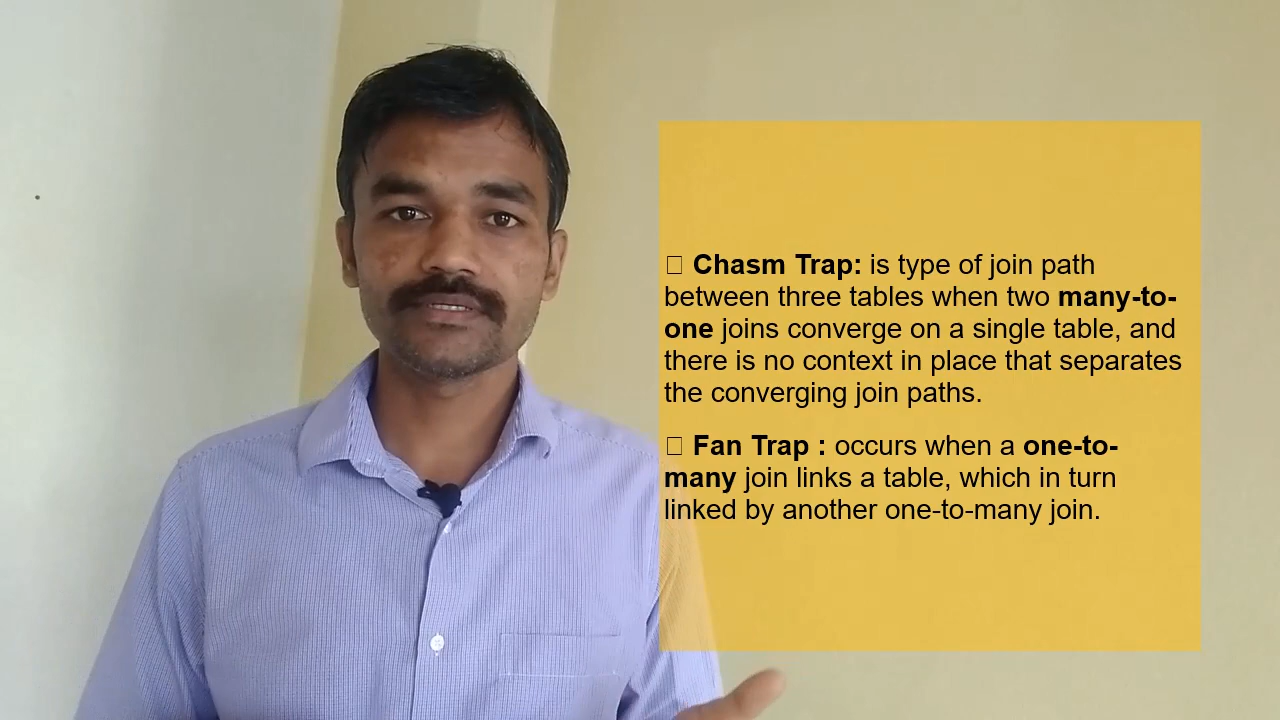 □ Chasm Trap: is type of join path
between three tables when two many-to-
one joins converge on a single table, and
there is no context in place that separates
the converging join paths.
□ Fan Trap : occurs when a one-to-
many join links a table, which in turn
linked by another one-to-many join.